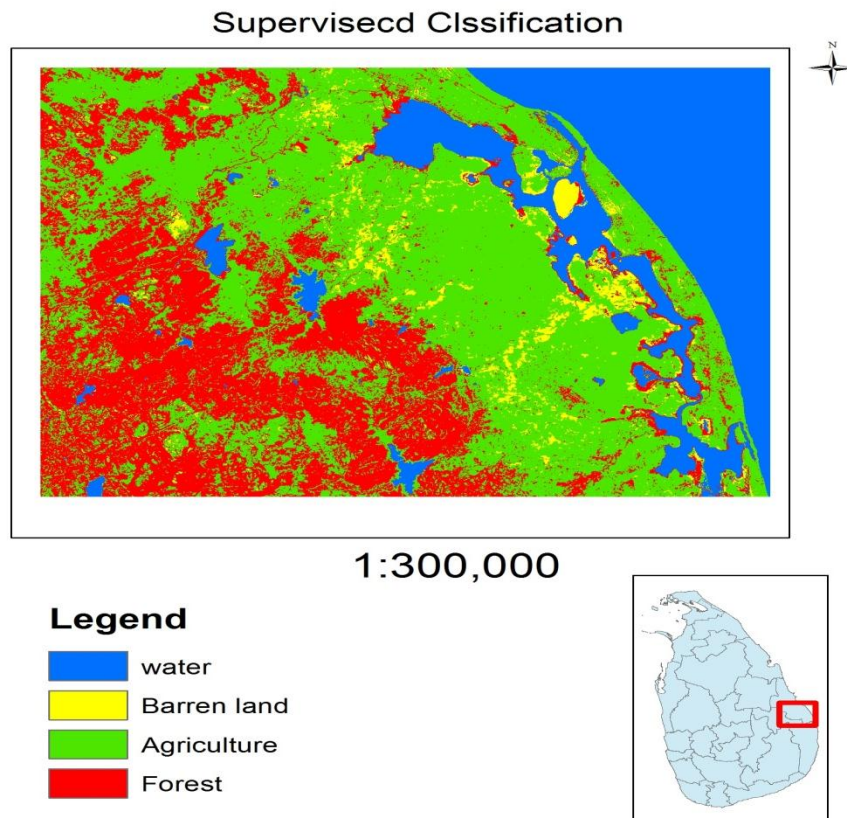 Supervisecd Clssification
N
1:300,000
Legend
water
Barren land
Agriculture
Forest